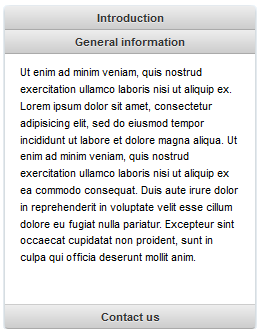 Introduction
General information
Ut enim ad minim veniam, quis nostrud
exercitation ullamco laboris nisi ut aliquip ex.
Lorem ipsum dolor sit amet, consectetur
adipisicing elit, sed do eiusmod tempor
incididunt ut labore et dolore magna aliqua. Ut
enim ad minim veniam, quis nostrud
exercitation ullamco laboris nisi ut aliquip ex
ea commodo consequat. Duis aute irure dolor
in reprehenderit in voluptate velit esse cillum
dolore eu fugiat nulla pariatur. Excepteur sint
occaecat cupidatat non proident, sunt in
culpa qui officia deserunt mollit anim.
Contact us